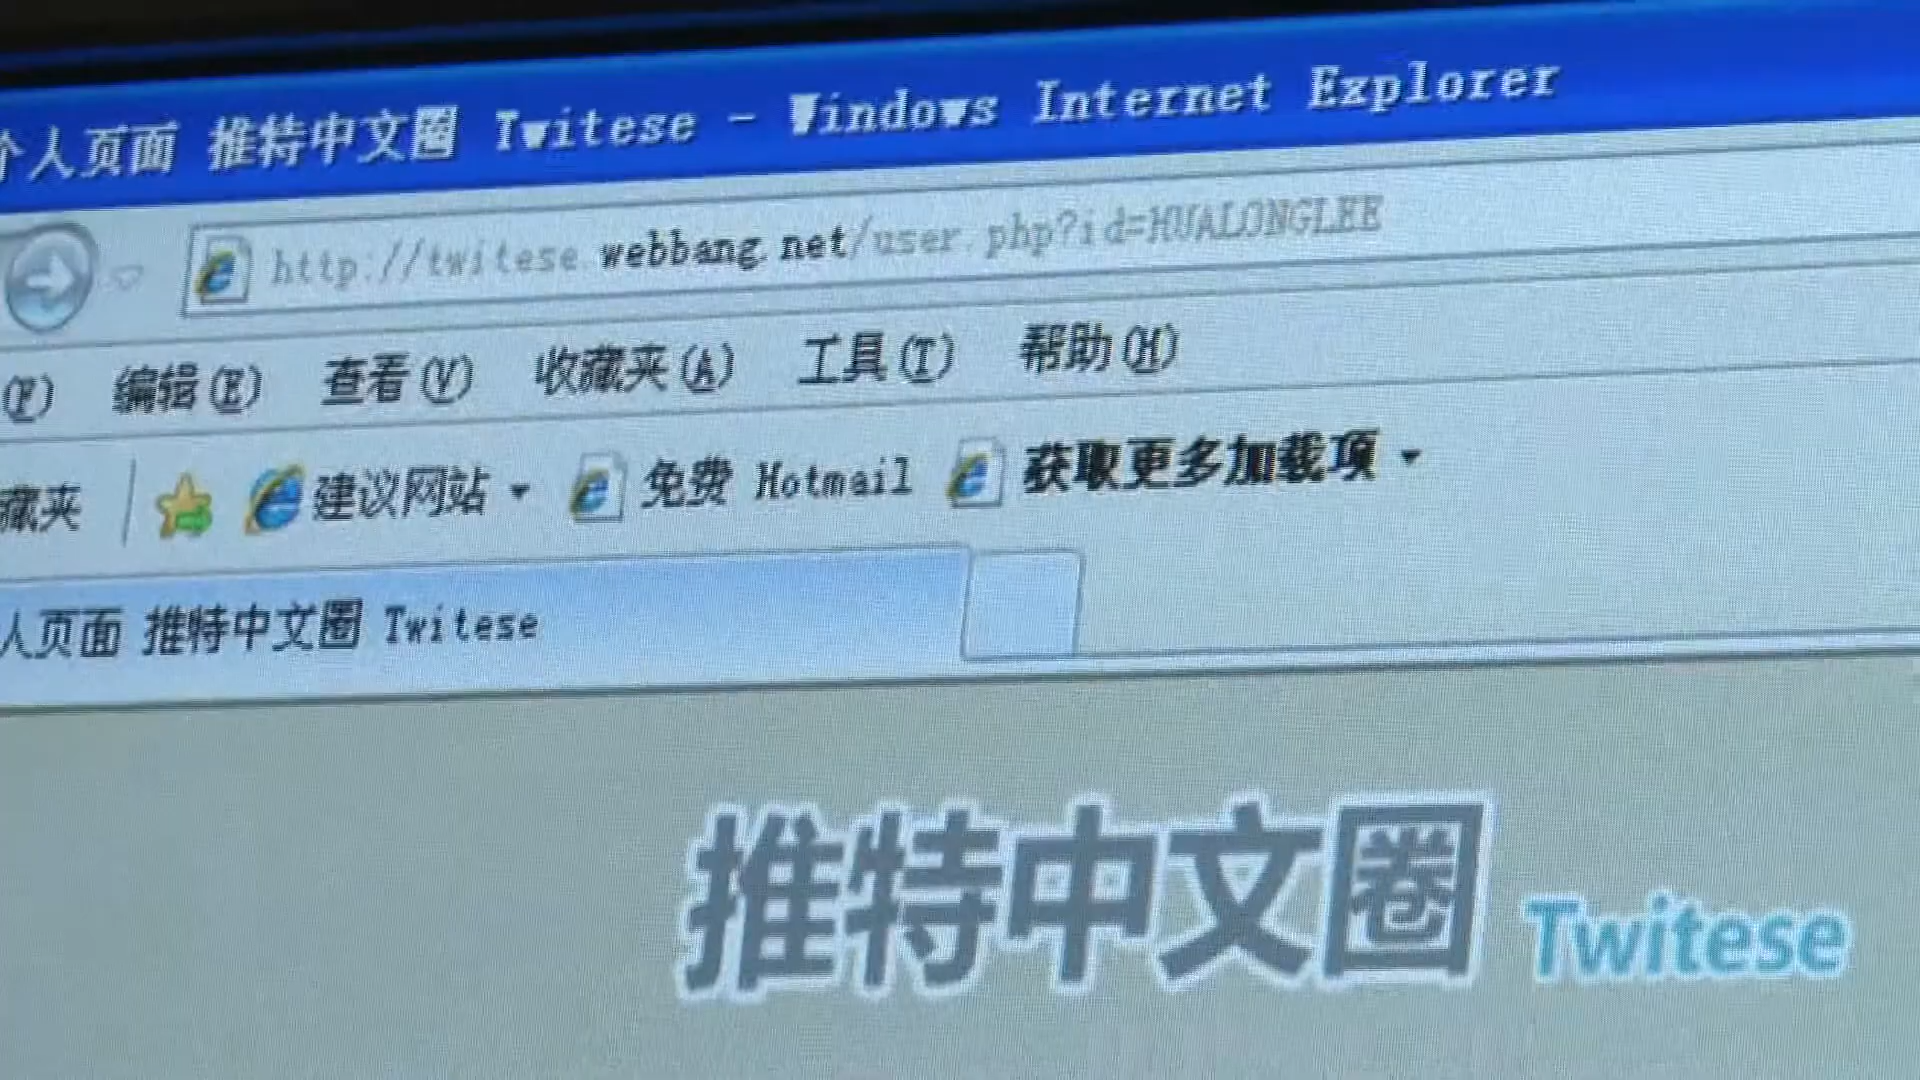 个人页面 推特中文圈 Twitese - Windows Internet Explorer
http://twitese.webbang.net/user.php?id=HUALONGLEE
(F) 编辑(E) 查看(V) 收藏夹(A) 工具(T) 帮助(H)
藏夹 建议网站 免费 Hotmail 获取更多加载项
人页面 推特中文圈 Twitese
推特中文圈 Twitese